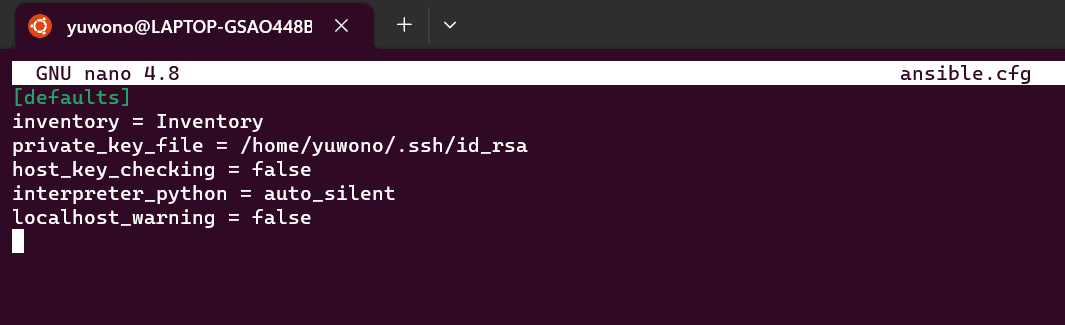 yuwono@LAPTOP-GSAO448B
GNU nano 4.8 ansible.cfg
[defaults]
inventory = Inventory
private_key_file = /home/yuwono/.ssh/id_rsa
host_key_checking = false
interpreter_python = auto_silent
localhost_warning = false